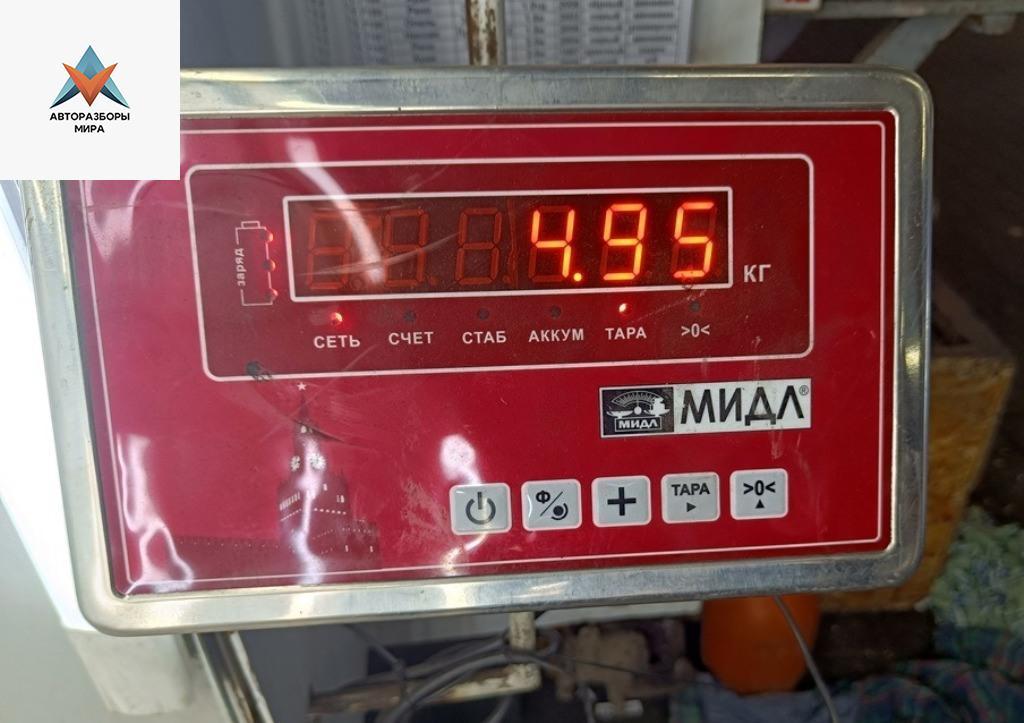 АВТОРАЗБОРЫ
МИРА
заряд
4.95
КГ
СЕТЬ СЧЕТ СТАБ АККУМ ТАРА >0<
МИДЛ МИДЛ®
Ф ТАРА >0<